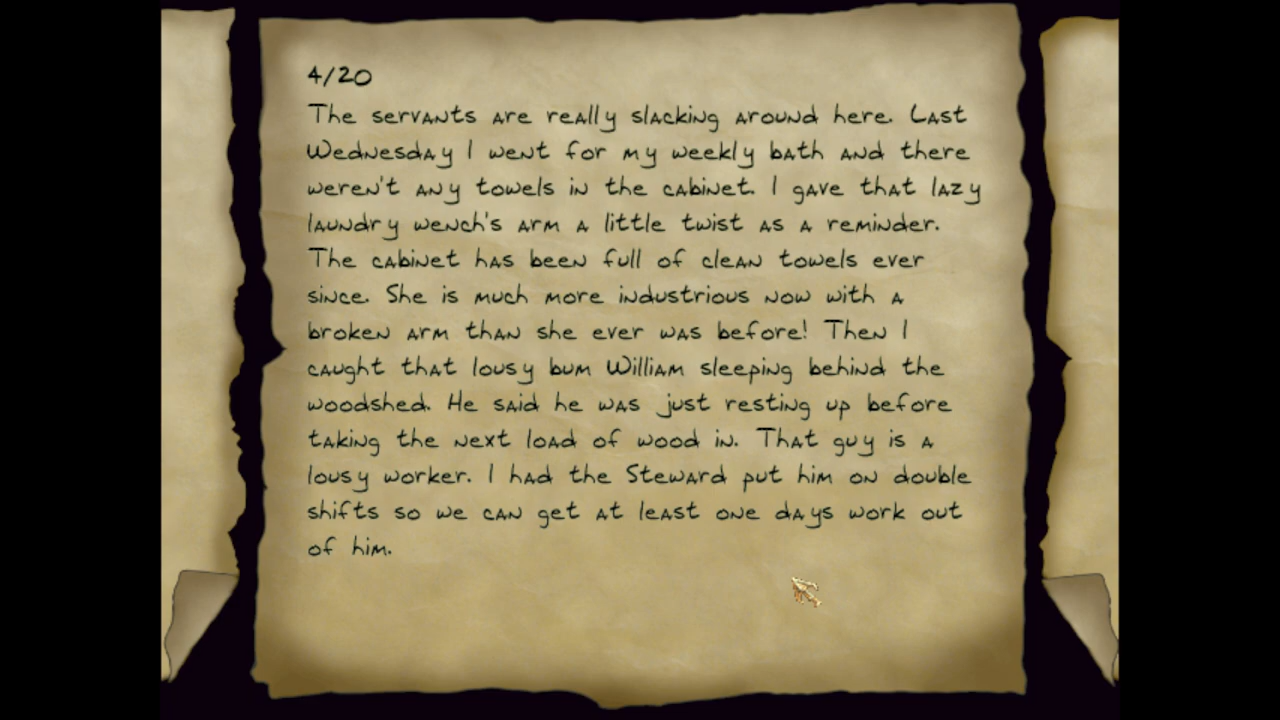 4/20
The servants are really slacking around here. Last
Wednesday I went for my weekly bath and there
weren't any towels in the cabinet. I gave that lazy
laundry wench's arm a little twist as a reminder.
The cabinet has been full of clean towels ever
since. She is much more industrious now with a
broken arm than she ever was before! Then I
caught that lousy bum William sleeping behind the
woodshed. He said he was just resting up before
taking the next load of wood in. That guy is a
lousy worker. I had the Steward put him on double
shifts so we can get at least one days work out
of him.